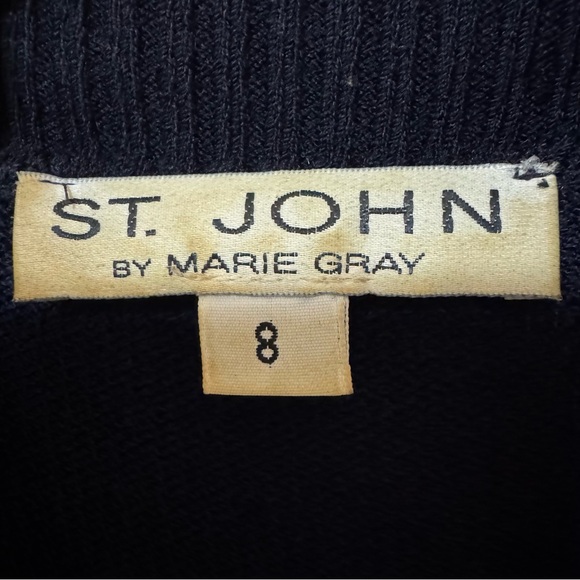 ST. JOHN
BY MARIE GRAY
8